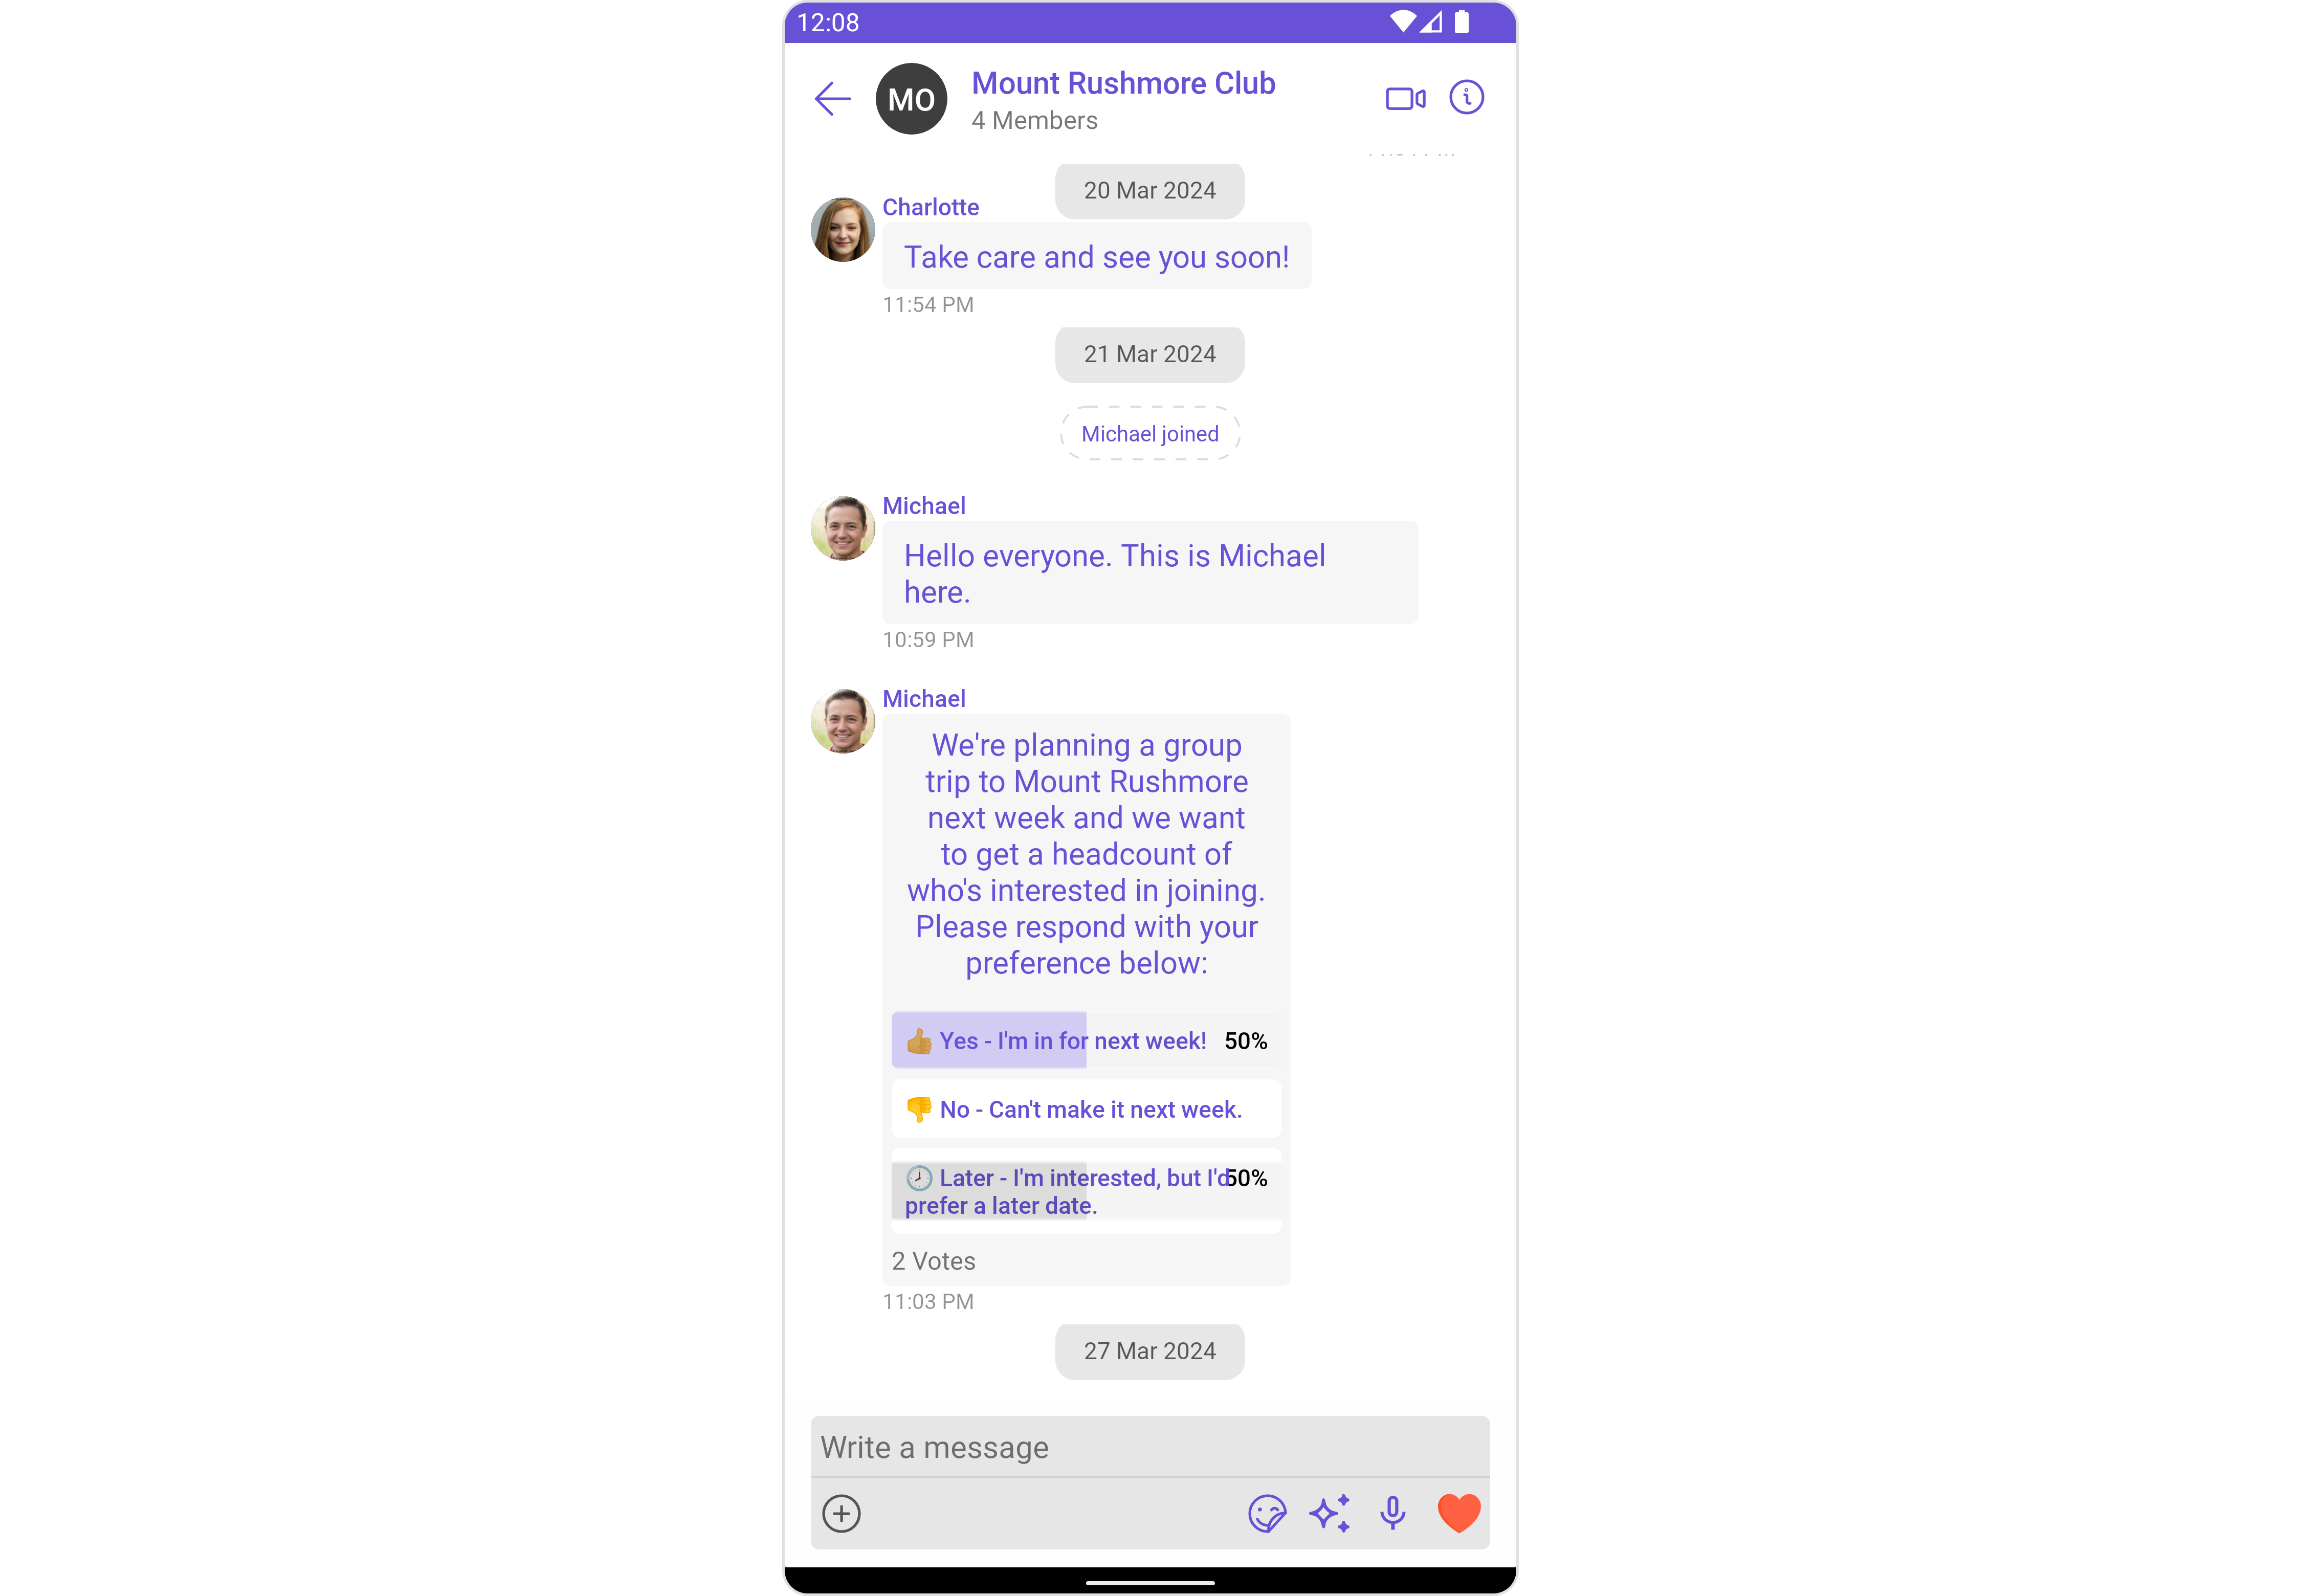 12:08
MO
Mount Rushmore Club
4 Members
20 Mar 2024
Charlotte
Take care and see you soon!
11:54 PM
21 Mar 2024
Michael joined
Michael
Hello everyone. This is Michael
here.
10:59 PM
Michael
We're planning a group
trip to Mount Rushmore
next week and we want
to get a headcount of
who's interested in joining.
Please respond with your
preference below:
👍🏽 Yes - I'm in for next week! 50%
👎 No - Can't make it next week.
🕗 Later - I'm interested, but I'd 50%
prefer a later date.
2 Votes
11:03 PM
27 Mar 2024
Write a message